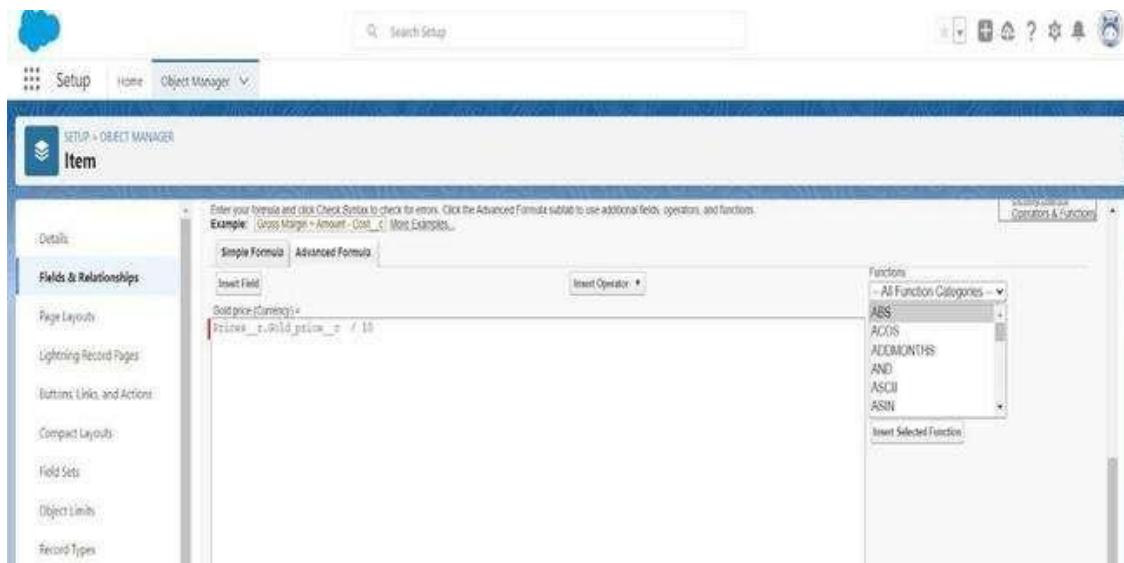 Search Setup
Setup Home Object Manager
SETUP > OBJECT MANAGER
Item
Enter your formula and click Check Syntax to check for errors. Click the Advanced Formula subtab to use additional fields, operators, and functions.
Operators & Functions
Example: Gross Margin = Amount - Cost__c More Examples...
Simple Formula Advanced Formula
Insert Field Insert Operator
Functions
-- All Function Categories --
Gold price (Currency) =
Prices__r.Gold_price__c / 10
ABS
ACOS
ADDMONTHS
AND
ASCII
ASIN
Insert Selected Function
Details
Fields & Relationships
Page Layouts
Lightning Record Pages
Buttons, Links, and Actions
Compact Layouts
Field Sets
Object Limits
Record Types